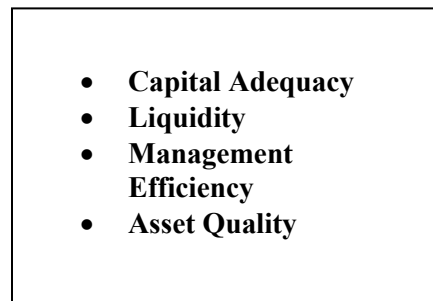 • Capital Adequacy
• Liquidity
• Management
Efficiency
• Asset Quality